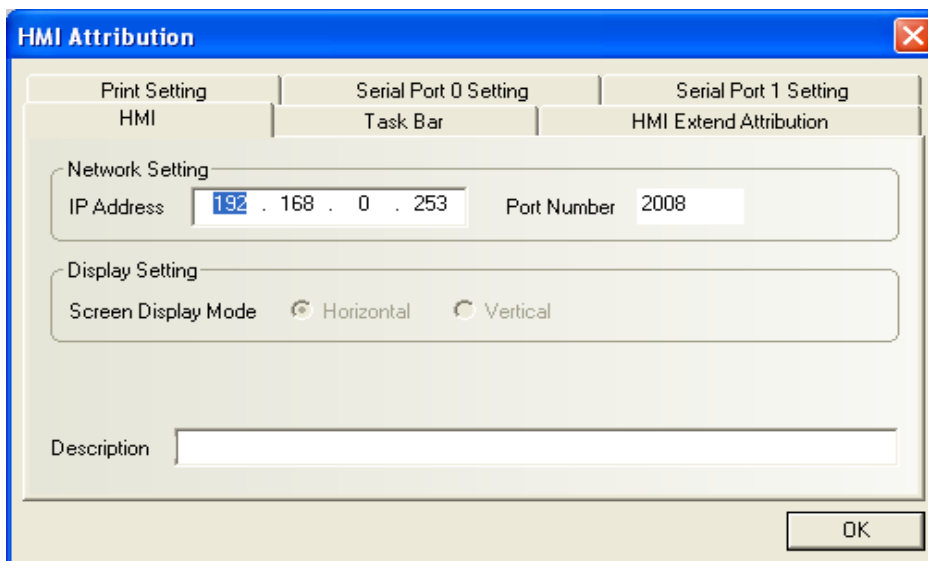 HMI Attribution
Print Setting Serial Port 0 Setting Serial Port 1 Setting
HMI Task Bar HMI Extend Attribution
Network Setting
IP Address 192 . 168 . 0 . 253 Port Number 2008
Display Setting
Screen Display Mode Horizontal Vertical
Description
OK